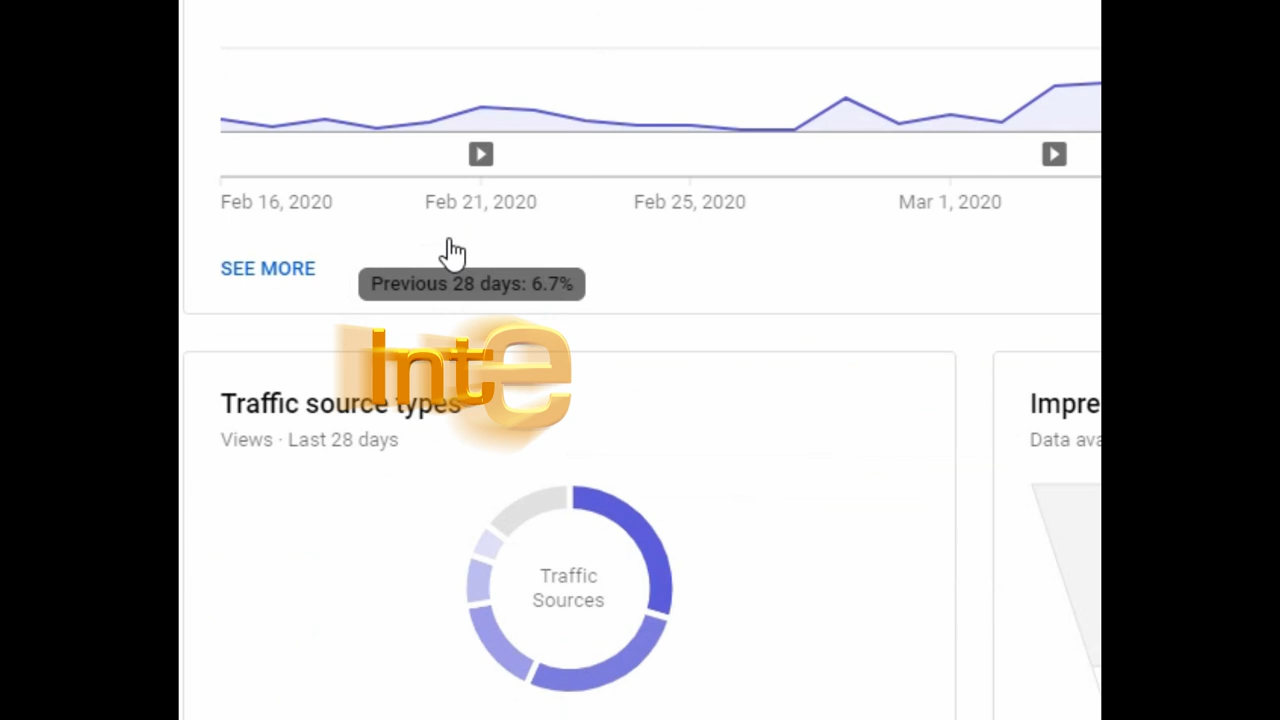 Feb 16, 2020 Feb 21, 2020 Feb 25, 2020 Mar 1, 2020
SEE MORE
Previous 28 days: 6.7%
Inte
Traffic source types
Views · Last 28 days
Impre
Data ava
Traffic
Sources